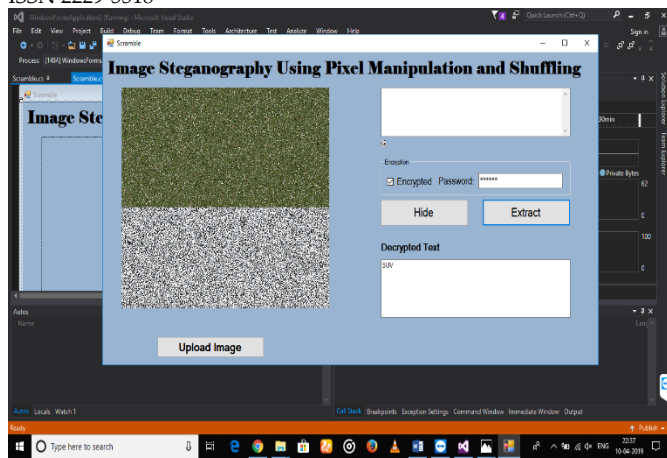 ISSN 2229-5518
WindowsFormsApplication2 (Running) - Microsoft Visual Studio
Quick Launch (Ctrl+Q)
File Edit View Project Build Debug Team Format Tools Architecture Test Analyze Window Help
Sign in
Scramble
Process: [1484] WindowsForms
Image Steganography Using Pixel Manipulation and Shuffling
Scramble.cs
Scramble.cs
Scramble
Image Ste
30min
Solution Explorer
Team Explorer
Encryption
Private Bytes
Encrypted Password: ******
62
0
Hide Extract
100
Decrypted Text
0
SUV
Autos
Name
Lang
Upload Image
Autos Locals Watch 1
Call Stack Breakpoints Exception Settings Command Window Immediate Window Output
Ready
Publish
Type here to search
ENG
22:37
10-04-2019